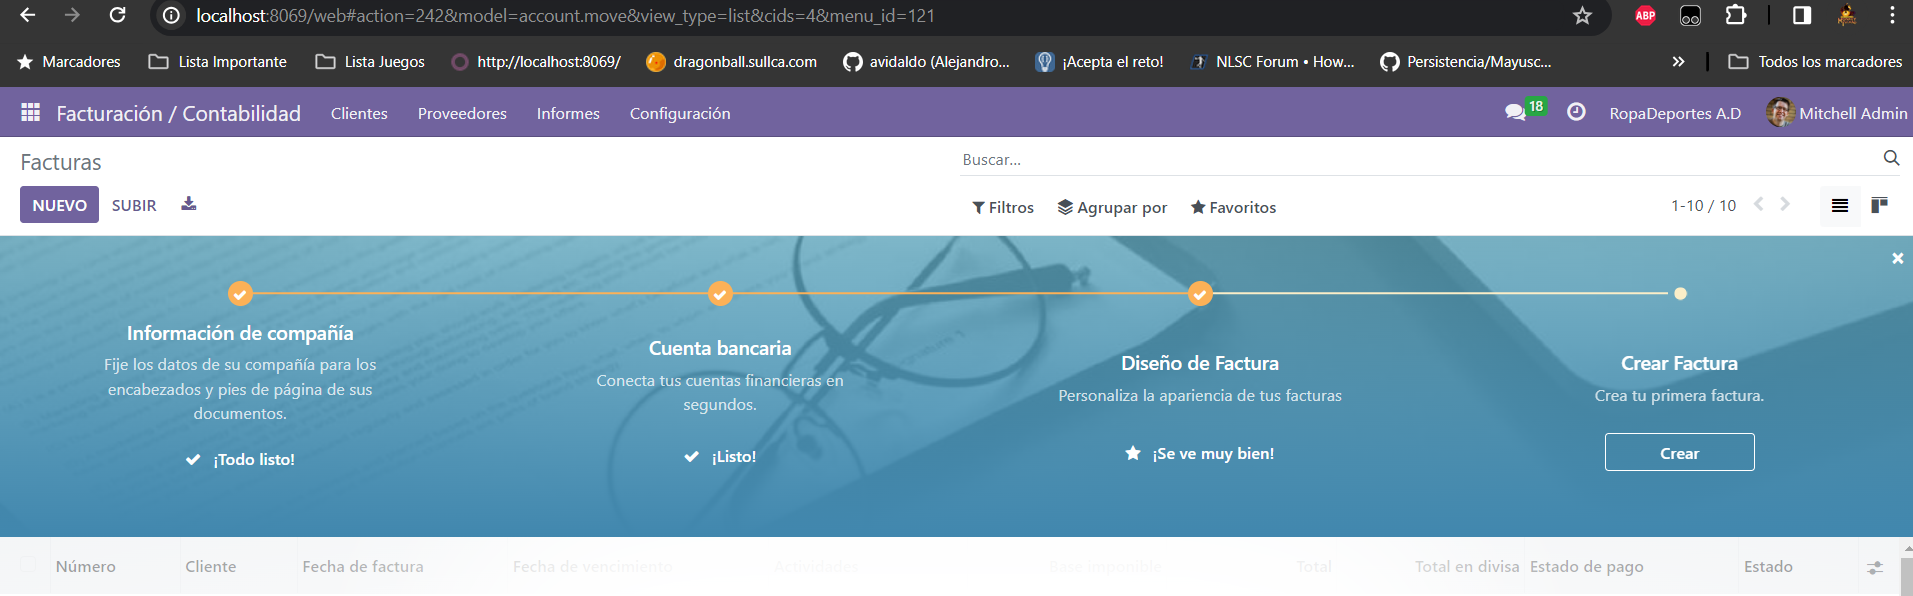 localhost:8069/web#action=242&model=account.move&view_type=list&cids=4&menu_id=121
ABP
Marcadores
Lista Importante
Lista Juegos
http://localhost:8069/
dragonball.sullca.com
avidaldo (Alejandro...
¡Acepta el reto!
NLSC Forum • How...
Persistencia/Mayusc...
»
Todos los marcadores
Facturación / Contabilidad
Clientes
Proveedores
Informes
Configuración
18
RopaDeportes A.D
Mitchell Admin
Facturas
Buscar...
NUEVO
SUBIR
Filtros
Agrupar por
Favoritos
1-10 / 10
Información de compañía
Fije los datos de su compañía para los
encabezados y pies de página de sus
documentos.
¡Todo listo!
Cuenta bancaria
Conecta tus cuentas financieras en
segundos.
¡Listo!
Diseño de Factura
Personaliza la apariencia de tus facturas
¡Se ve muy bien!
Crear Factura
Crea tu primera factura.
Crear
Número
Cliente
Fecha de factura
Fecha de vencimiento
Actividades
Base imponible
Total
Total en divisa
Estado de pago
Estado